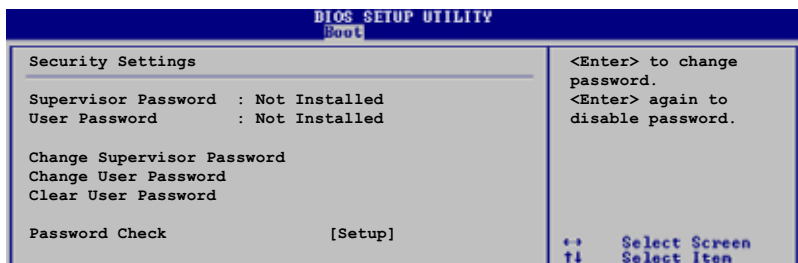 BIOS SETUP UTILITY
Boot
Security Settings
Supervisor Password : Not Installed
User Password : Not Installed
Change Supervisor Password
Change User Password
Clear User Password
Password Check [Setup]
<Enter> to change
password.
<Enter> again to
disable password.
↔ Select Screen
↑↓ Select Item